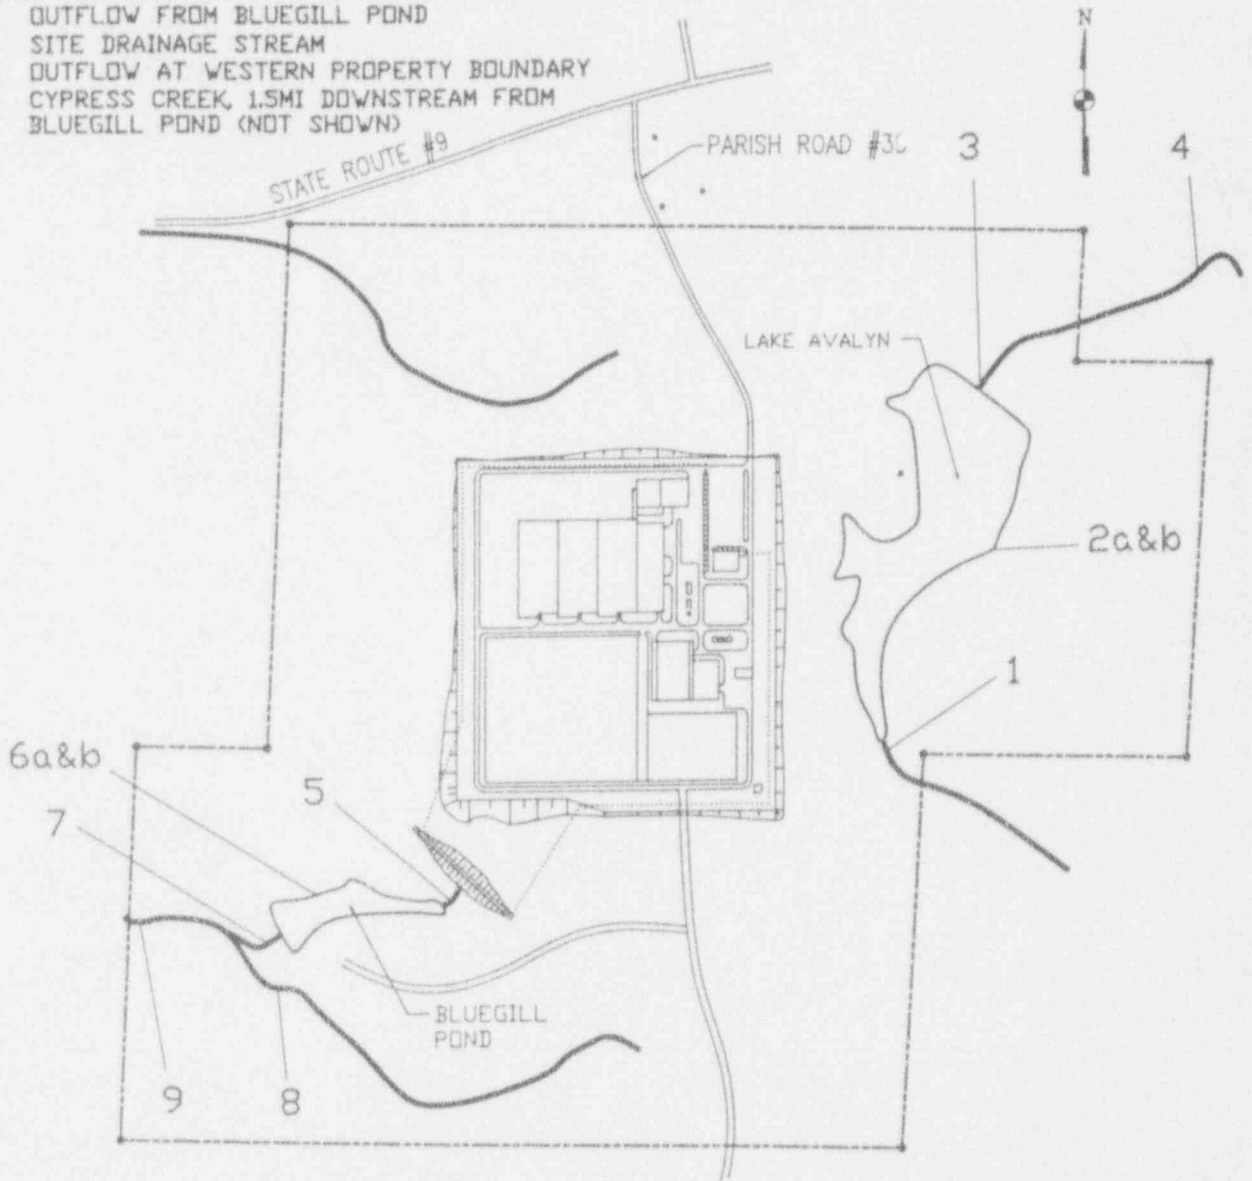 OUTFLOW FROM BLUEGILL POND
SITE DRAINAGE STREAM
OUTFLOW AT WESTERN PROPERTY BOUNDARY
CYPRESS CREEK, 1.5MI DOWNSTREAM FROM
BLUEGILL POND (NOT SHOWN)
N
STATE ROUTE #9
PARISH ROAD
3
4
LAKE AVALYN
2a&b
1
6a&b
5
7
BLUEGILL
POND
9
8